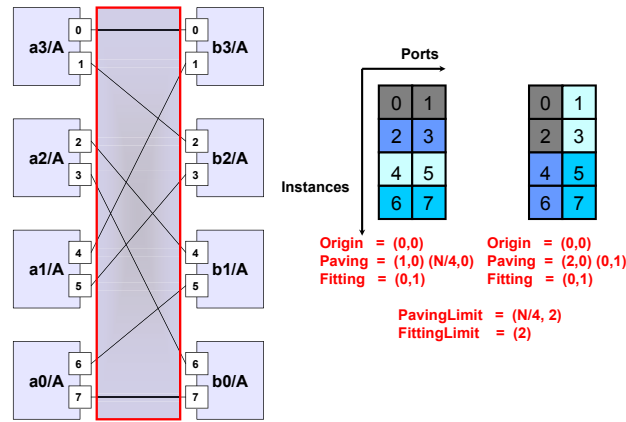 0
0
a3/A
b3/A
1
1
2
2
a2/A
b2/A
3
3
4
4
a1/A
b1/A
5
5
6
6
a0/A
b0/A
7
7
Ports
Instances
0 1
2 3
4 5
6 7
0 1
2 3
4 5
6 7
Origin = (0,0)
Paving = (1,0) (N/4,0)
Fitting = (0,1)
Origin = (0,0)
Paving = (2,0) (0,1)
Fitting = (0,1)
PavingLimit = (N/4, 2)
FittingLimit = (2)